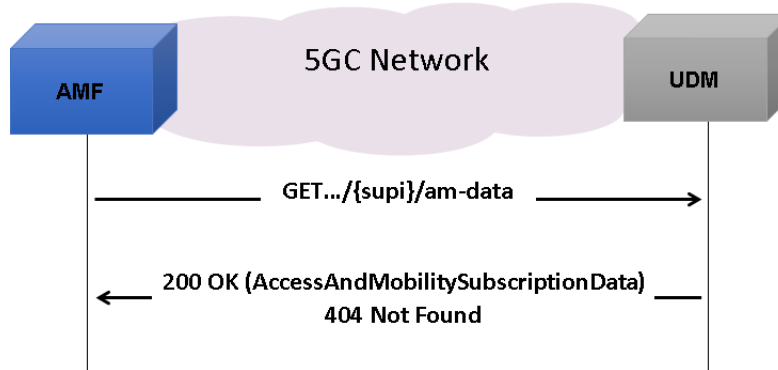 5GC Network
AMF
UDM
GET.../{supi}/am-data
200 OK (AccessAndMobilitySubscriptionData)
404 Not Found